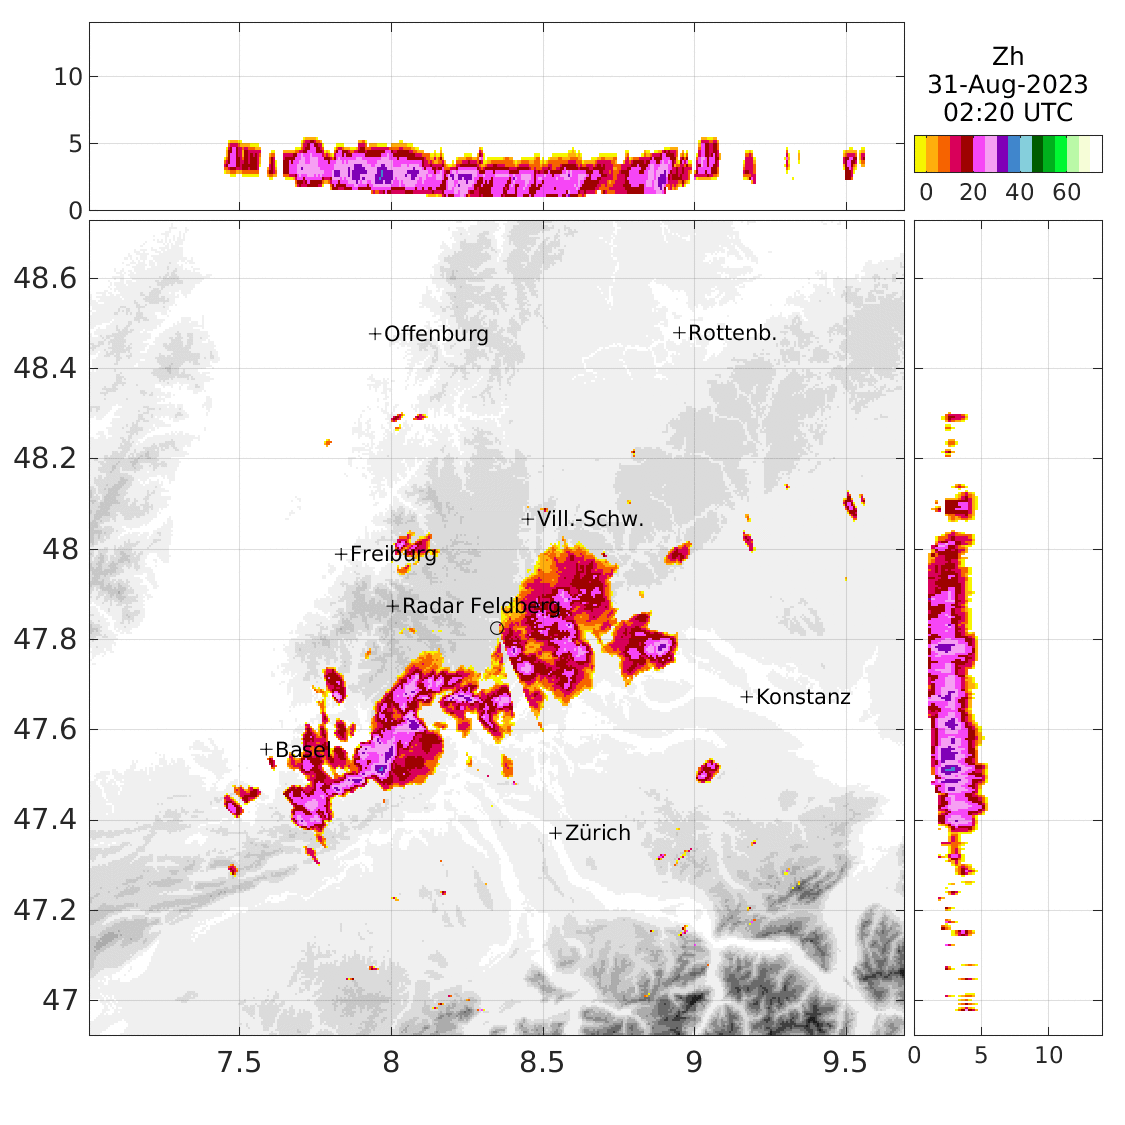 10
5
0
Zh
31-Aug-2023
02:20 UTC
0 20 40 60
48.6
48.4
48.2
48
47.8
47.6
47.4
47.2
47
+Offenburg
+Rottenb.
+Vill.-Schw.
+Freiburg
+Radar Feldberg
+Konstanz
+Basel
+Zürich
7.5 8 8.5 9 9.5
0 5 10